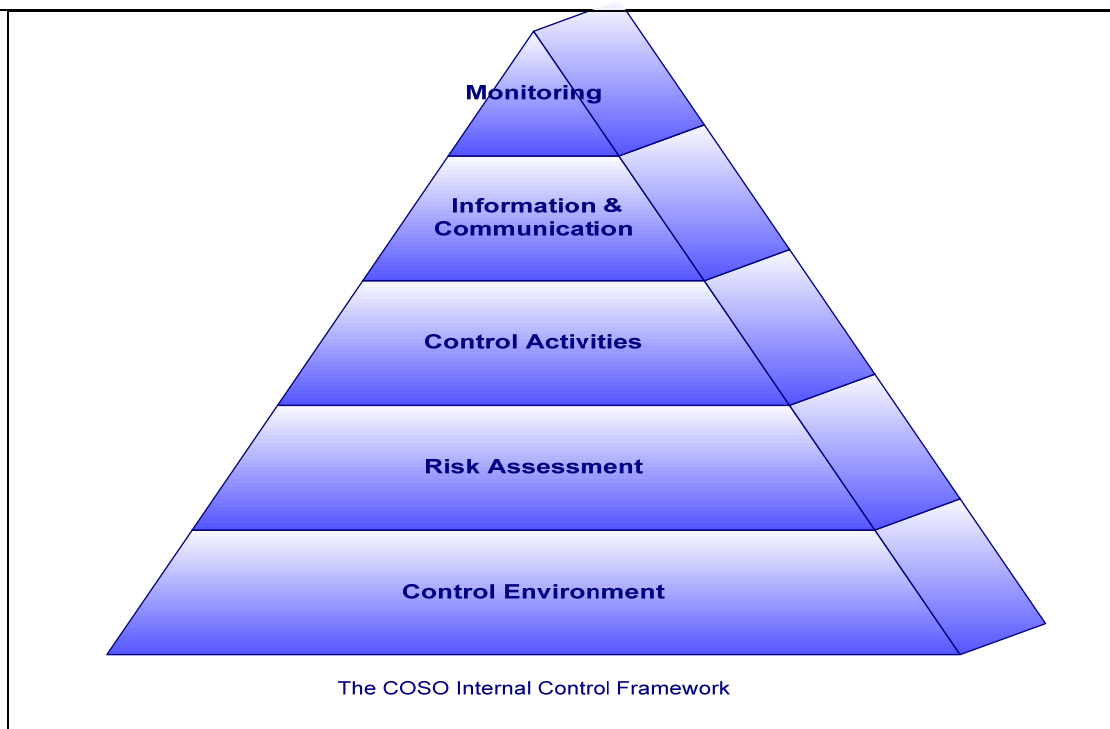 Monitoring
Information &
Communication
Control Activities
Risk Assessment
Control Environment
The COSO Internal Control Framework